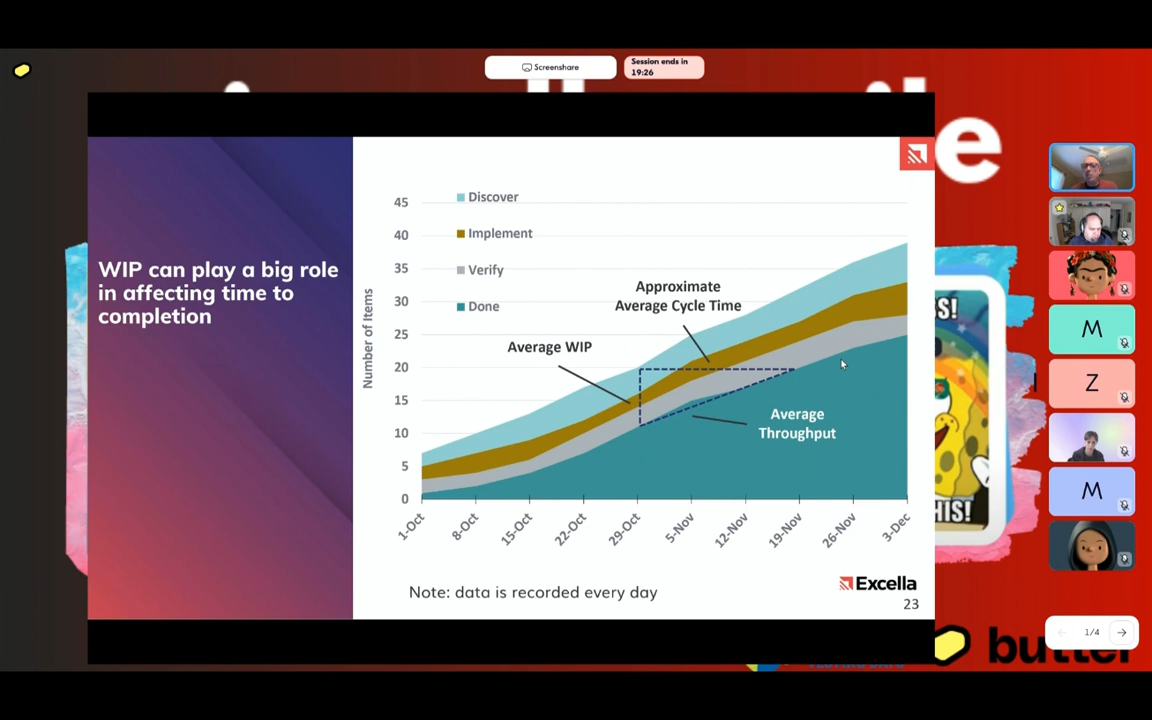 Screenshare
Session ends in
19:26
e
WIP can play a big role
in affecting time to
completion
Discover
Implement
Verify
Done
Number of Items
45
40
35
30
25
20
15
10
5
0
Approximate
Average Cycle Time
Average WIP
Average
Throughput
1-Oct
8-Oct
15-Oct
22-Oct
29-Oct
5-Nov
12-Nov
19-Nov
26-Nov
3-Dec
Note: data is recorded every day
Excella
23
S!
HIS!
M
Z
M
1/4
butter